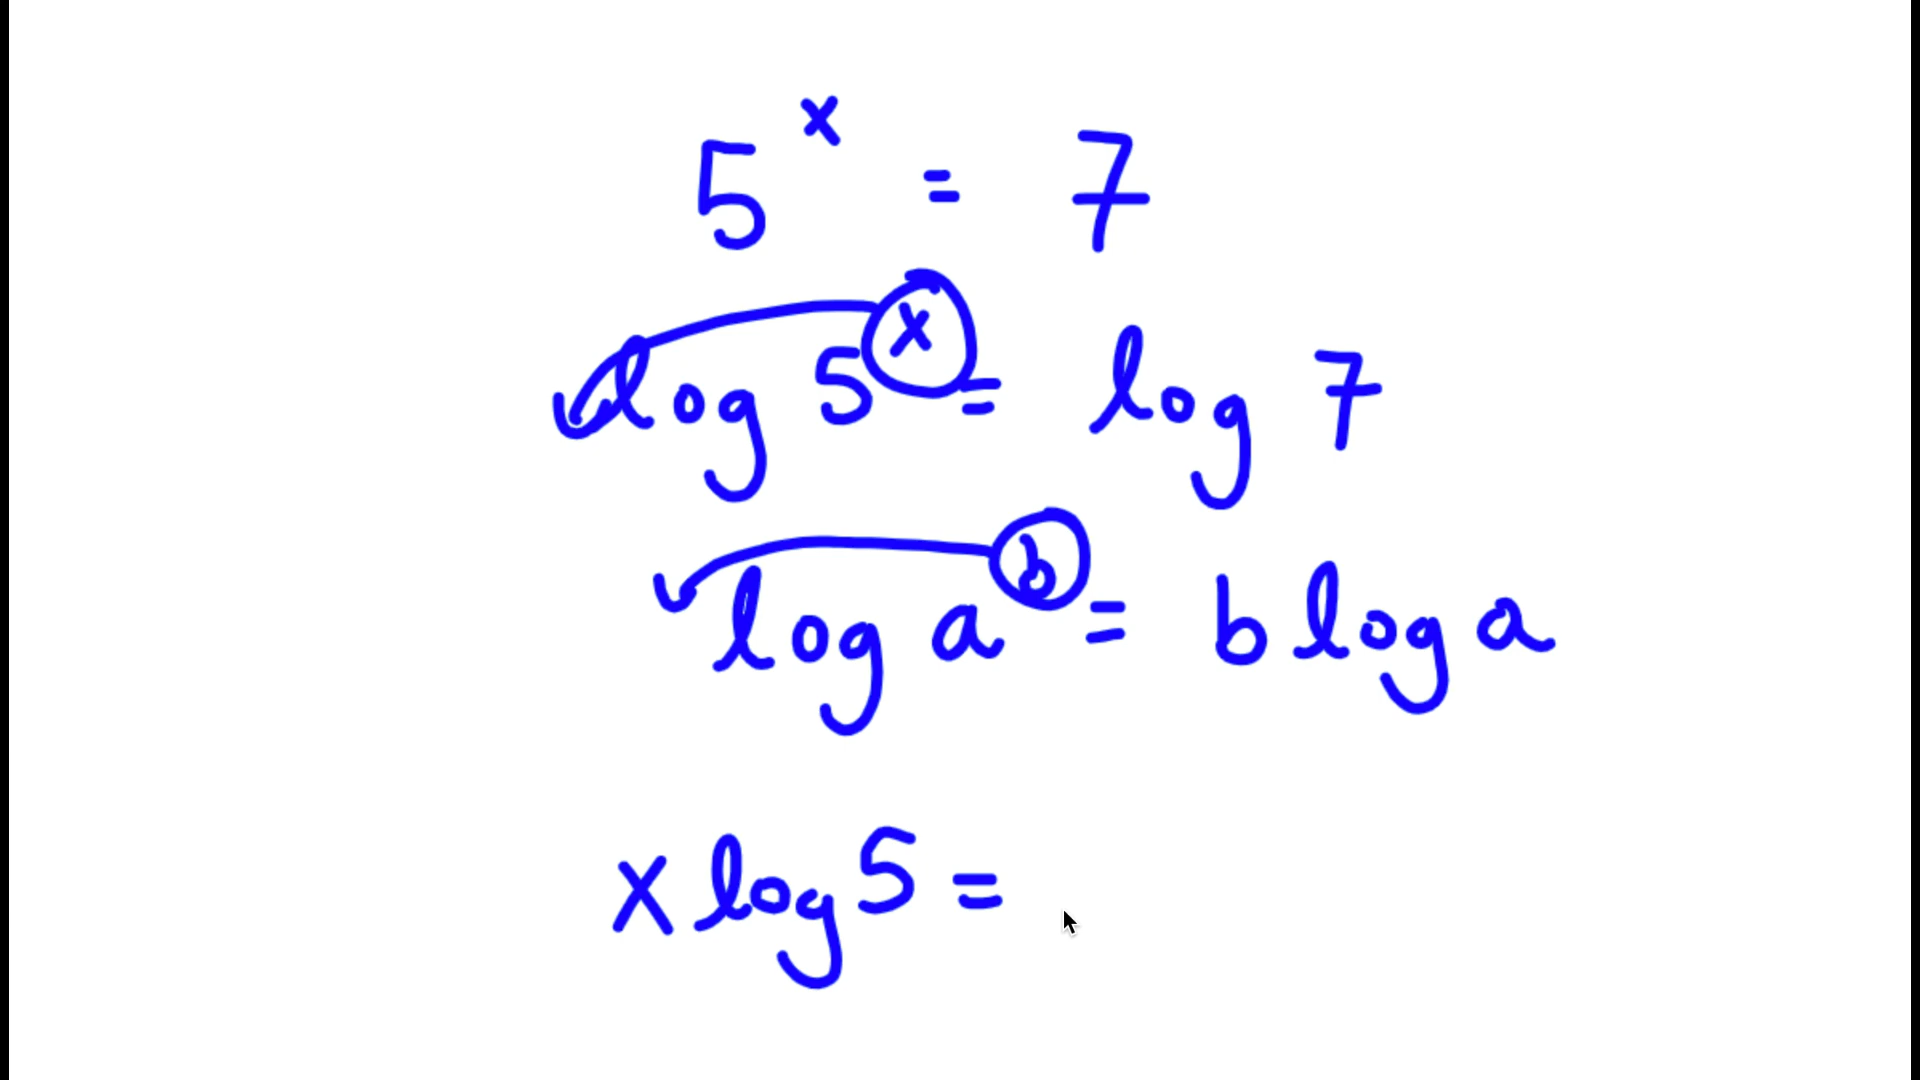 5^x = 7
log 5^x = log 7
log a^b = b log a
x log 5 =